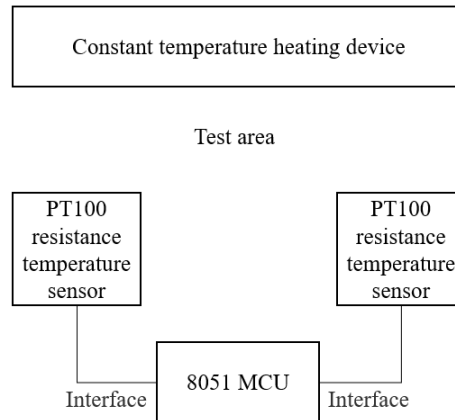 Constant temperature heating device
Test area
PT100
resistance
temperature
sensor
PT100
resistance
temperature
sensor
Interface
8051 MCU
Interface